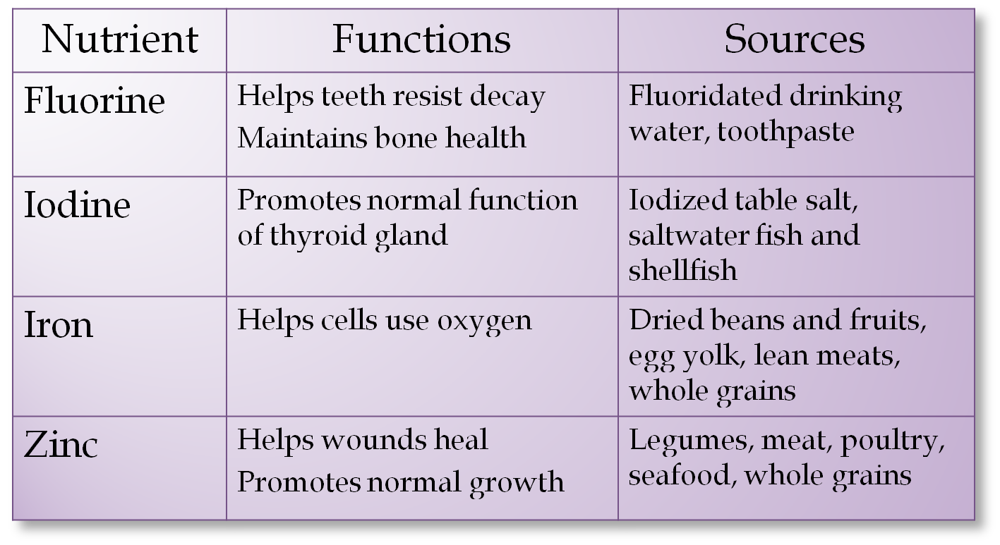 Nutrient Functions Sources
Fluorine
Helps teeth resist decay
Maintains bone health
Fluoridated drinking
water, toothpaste
Iodine
Promotes normal function
of thyroid gland
Iodized table salt,
saltwater fish and
shellfish
Iron
Helps cells use oxygen
Dried beans and fruits,
egg yolk, lean meats,
whole grains
Zinc
Helps wounds heal
Promotes normal growth
Legumes, meat, poultry,
seafood, whole grains